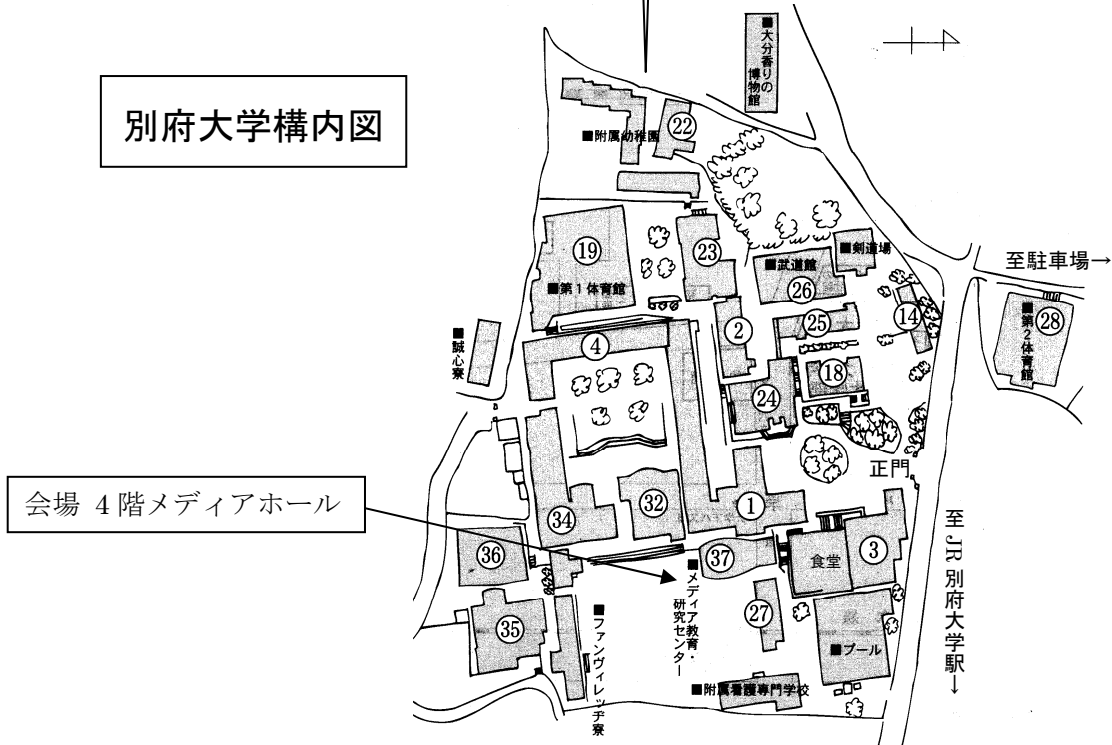 別府大学構内図
■大分香りの
博物館
■附属幼稚園
22
19
■第1体育館
23
■剣道場
■武道館
26
至駐車場→
14
28
■第2体育館
2
25
4
■誠心寮
18
24
正門
会場 4階メディアホール
1
32
34
3
食堂
37
36
至JR別府大学駅→
■メディア教育・
研究センター
27
35
■ファンヴィレッヂ寮
■プール
■附属看護専門学校